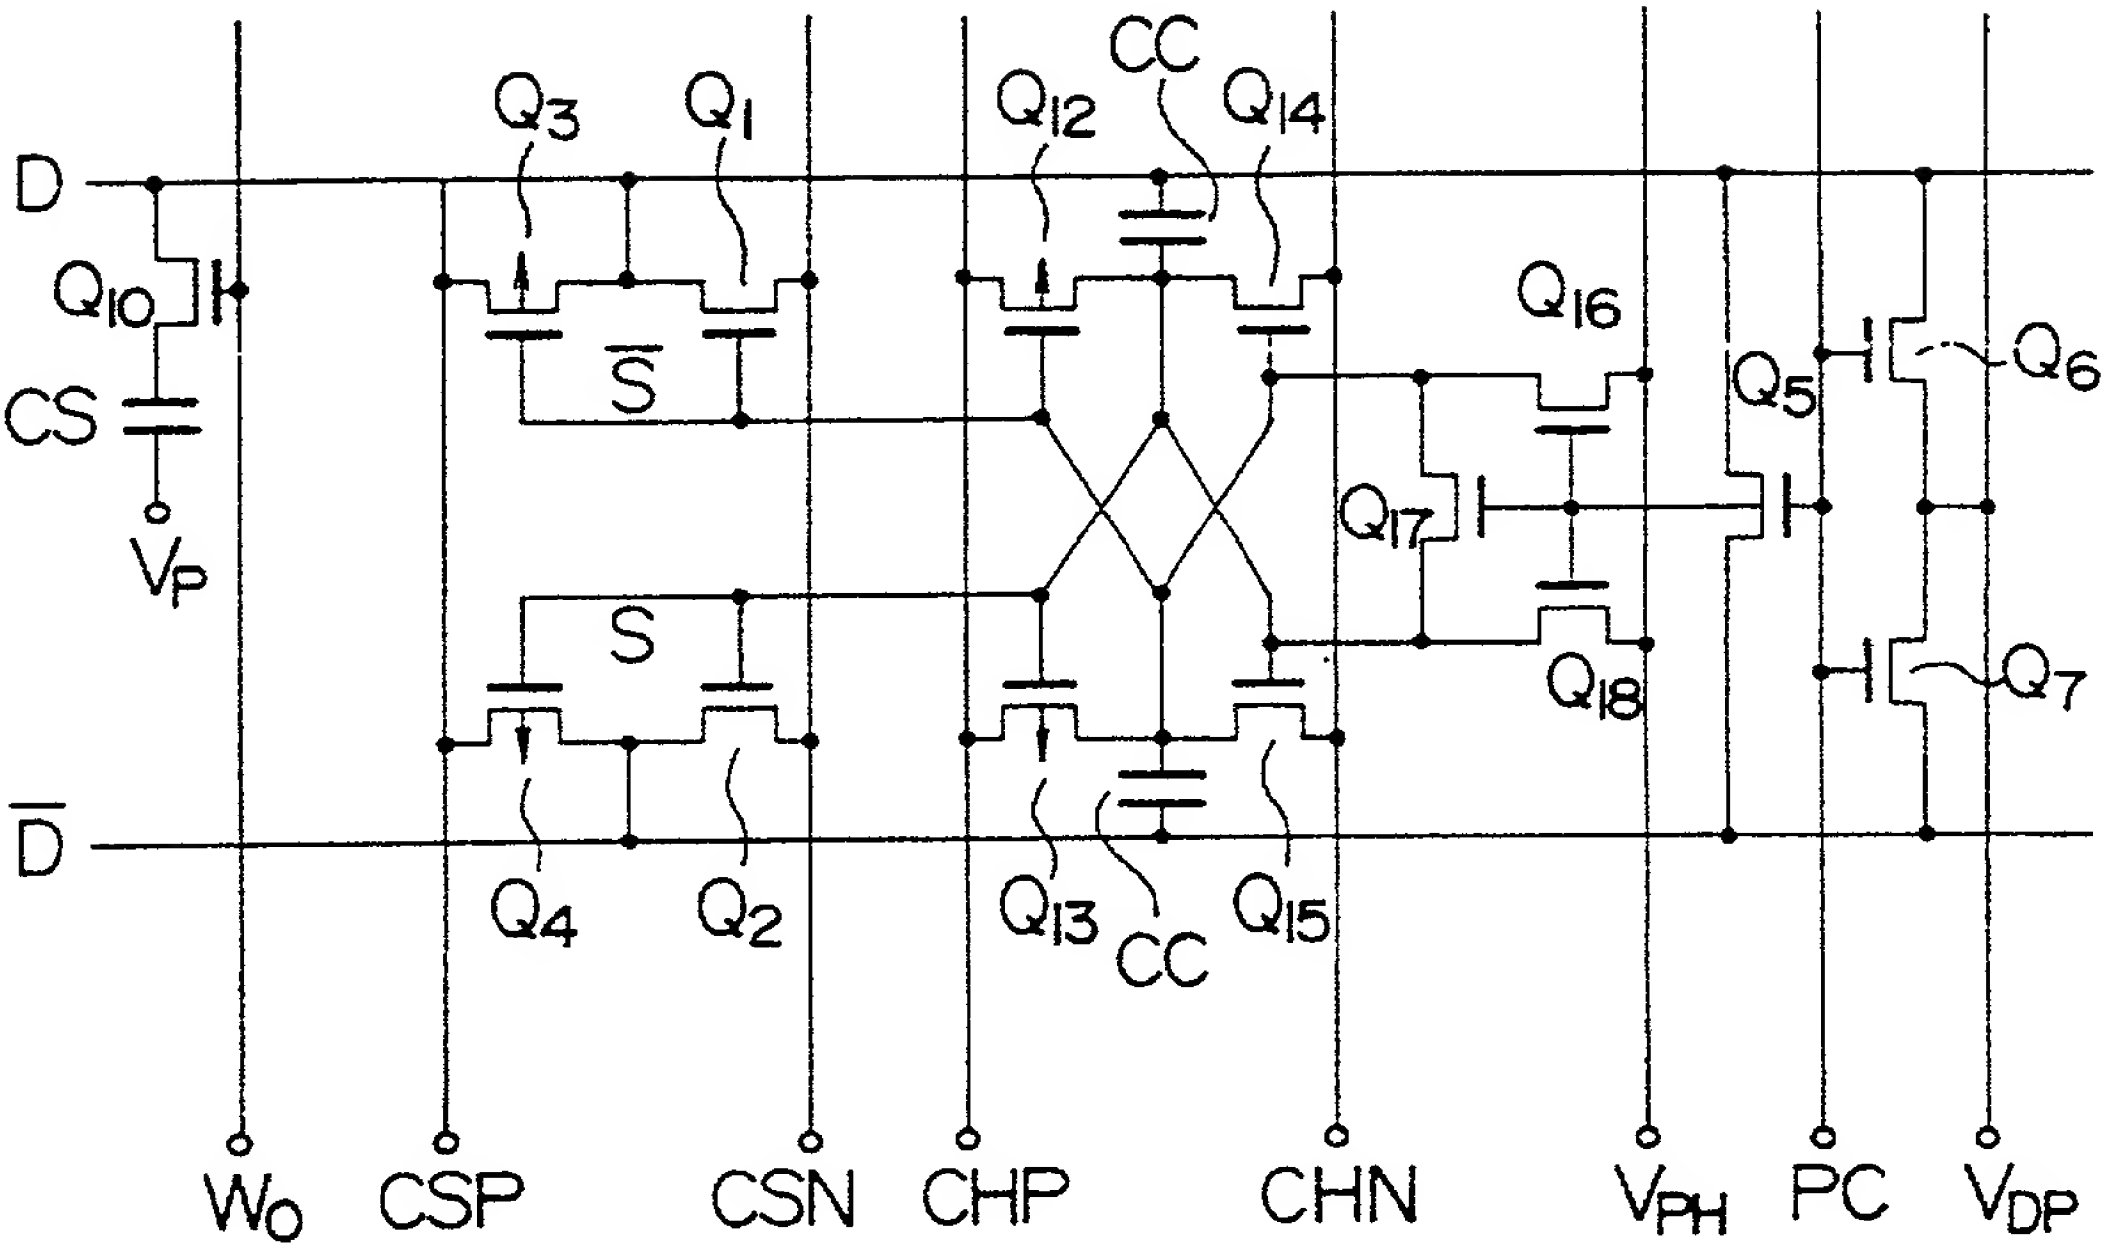 CC
Q3 Q1 Q12 Q14
D
Q10 Q16
S̅ Q5 Q6
CS
Q17
VP
S
Q18 Q7
D̅
Q4 Q2 Q13 Q15
CC
W0 CSP CSN CHP CHN VPH PC VDP